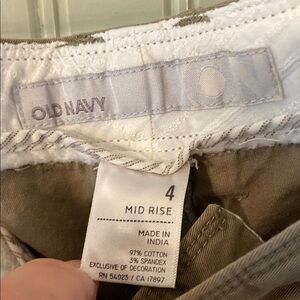 OLD NAVY
ON
4
MID RISE
MADE IN
INDIA
97% COTTON
3% SPANDEX
EXCLUSIVE OF DECORATION
RN 54023 / CA 17897